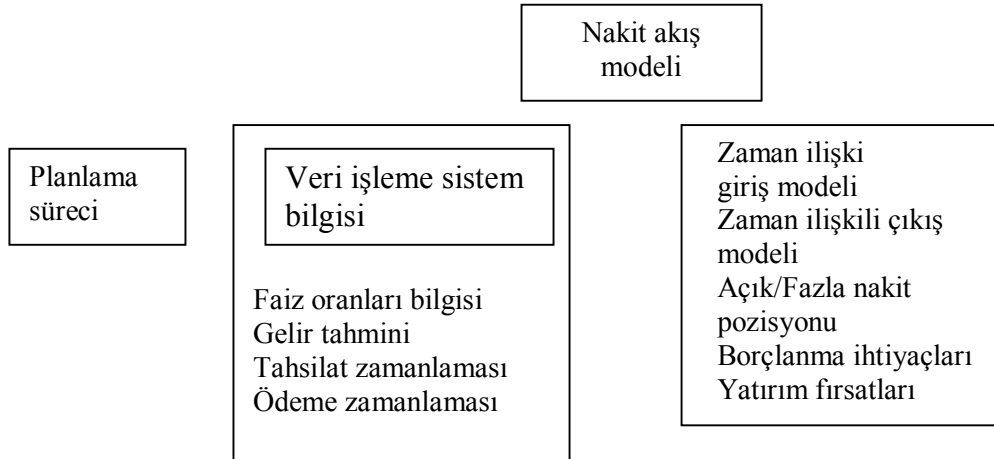 Nakit akış
modeli
Planlama
süreci
Veri işleme sistem
bilgisi
Faiz oranları bilgisi
Gelir tahmini
Tahsilat zamanlaması
Ödeme zamanlaması
Zaman ilişki
giriş modeli
Zaman ilişkili çıkış
modeli
Açık/Fazla nakit
pozisyonu
Borçlanma ihtiyaçları
Yatırım fırsatları